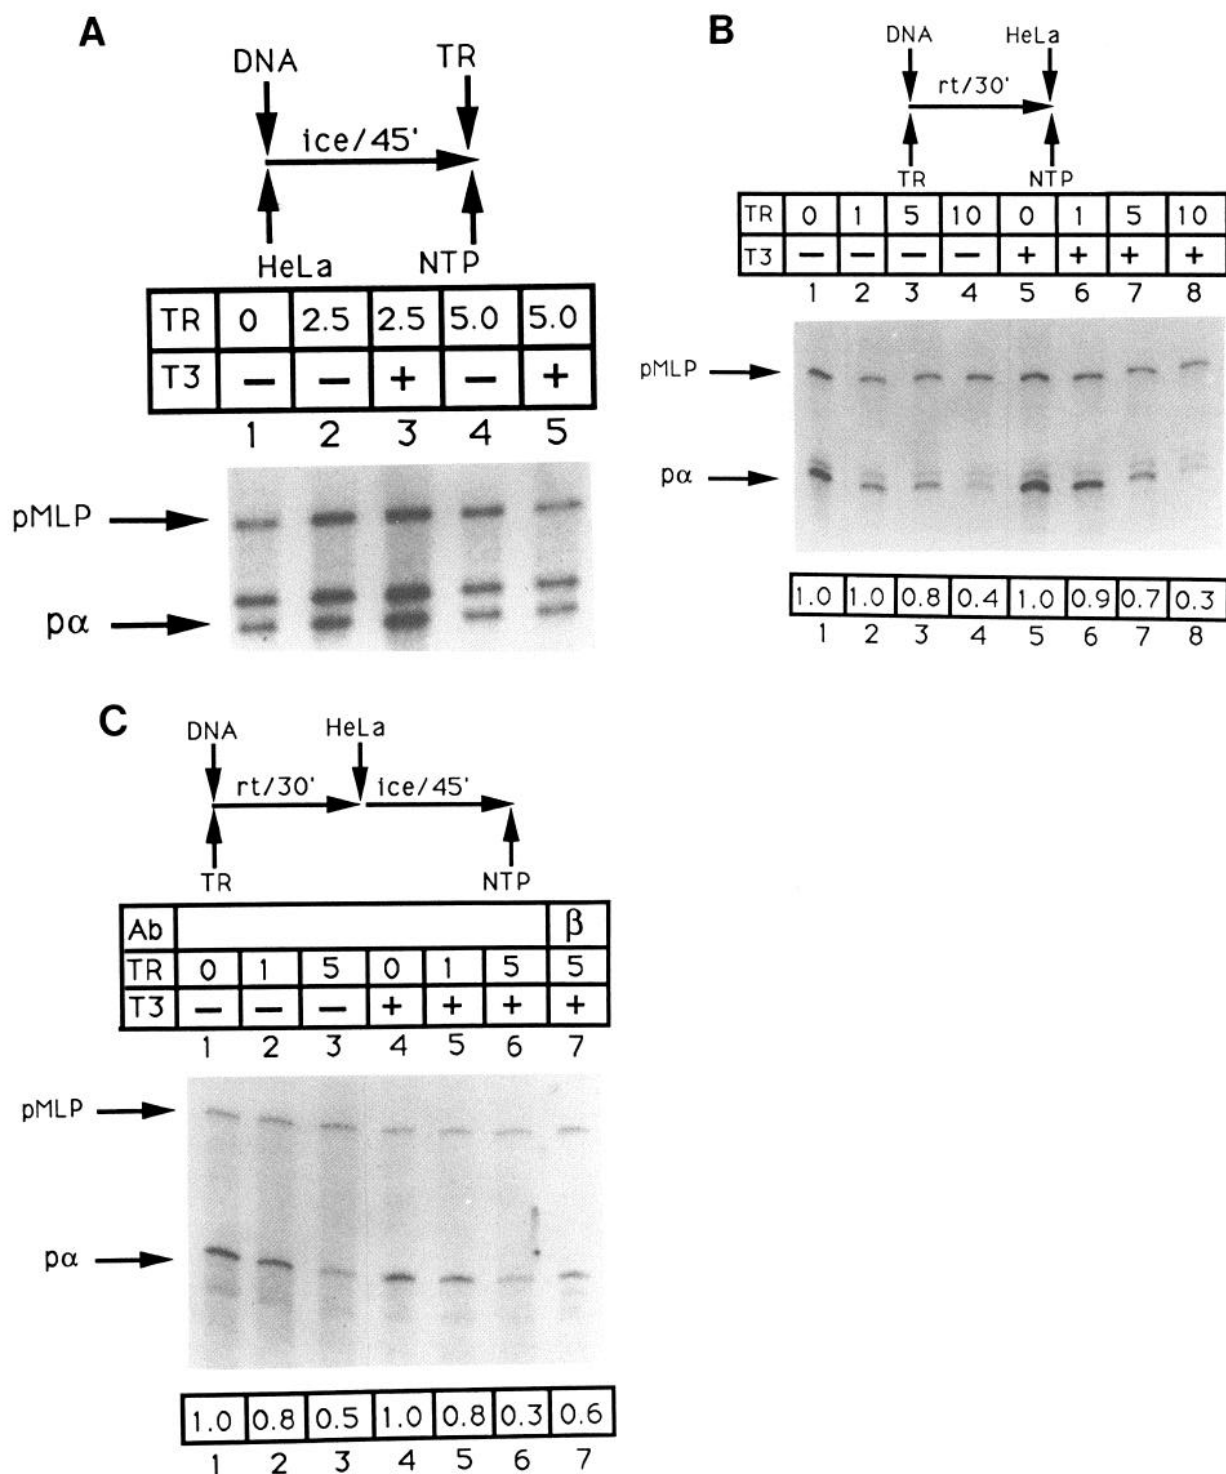 A
DNA TR
ice/45'
HeLa NTP
TR 0 2.5 2.5 5.0 5.0
T3 – – + – +
1 2 3 4 5
pMLP
pα
B
DNA HeLa
rt/30'
TR NTP
TR 0 1 5 10 0 1 5 10
T3 – – – – + + + +
1 2 3 4 5 6 7 8
pMLP
pα
1.0 1.0 0.8 0.4 1.0 0.9 0.7 0.3
1 2 3 4 5 6 7 8
C
DNA HeLa
rt/30' ice/45'
TR NTP
Ab β
TR 0 1 5 0 1 5 5
T3 – – – + + + +
1 2 3 4 5 6 7
pMLP
pα
1.0 0.8 0.5 1.0 0.8 0.3 0.6
1 2 3 4 5 6 7